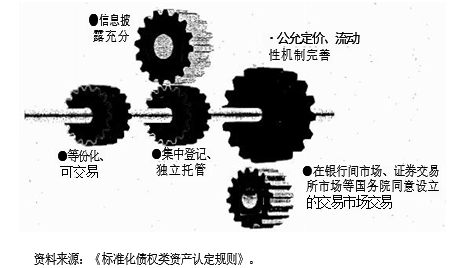 ●信息披
露充分
·公允定价、流动
性机制完善
●等份化、
可交易
●集中登记、
独立托管
●在银行间市场、证券交易
所市场等国务院同意设立
的交易市场交易
资料来源：《标准化债权类资产认定规则》。